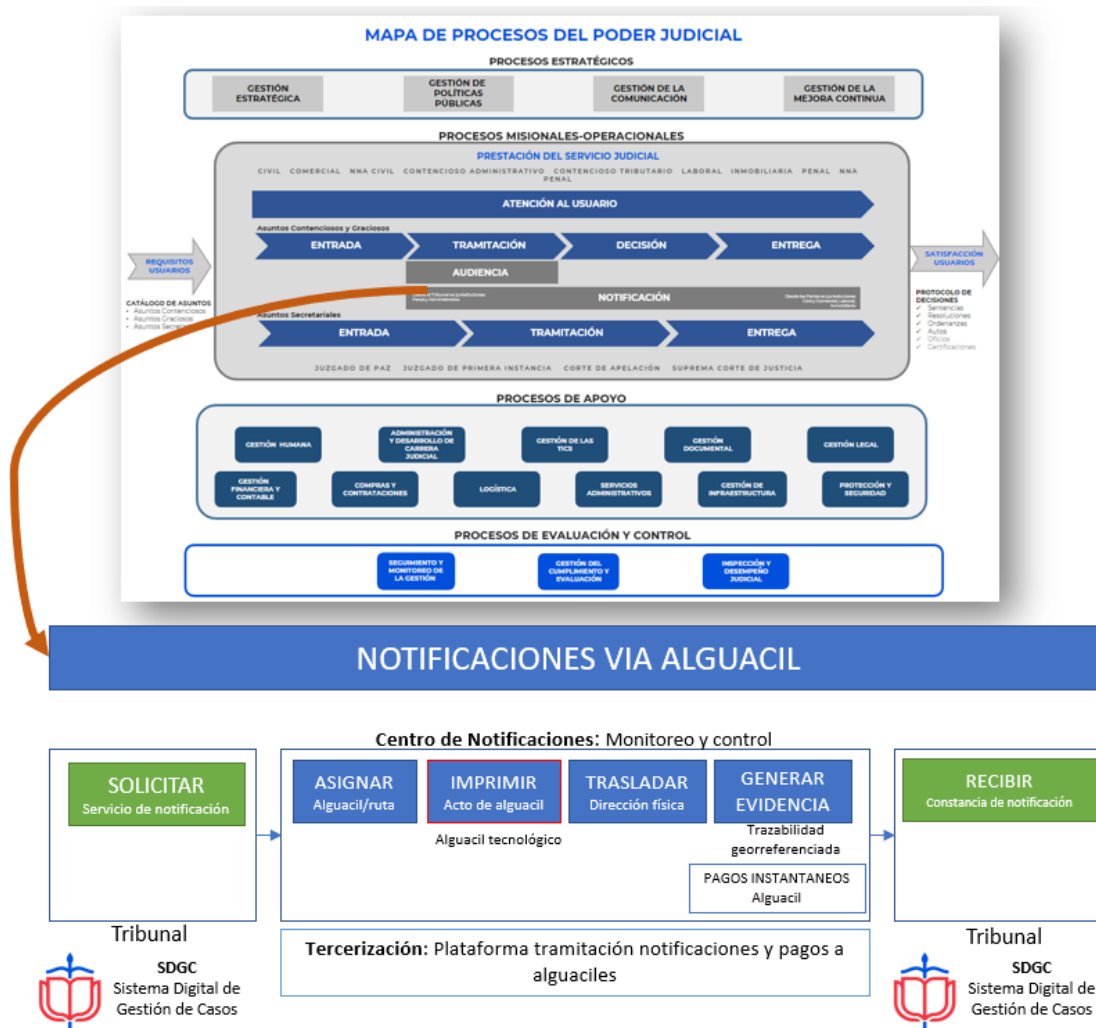 MAPA DE PROCESOS DEL PODER JUDICIAL
PROCESOS ESTRATÉGICOS
GESTIÓN
ESTRATÉGICA
GESTIÓN DE
POLÍTICAS
PÚBLICAS
GESTIÓN DE LA
COMUNICACIÓN
GESTIÓN DE LA
MEJORA CONTINUA
PROCESOS MISIONALES-OPERACIONALES
PRESTACIÓN DEL SERVICIO JUDICIAL
CIVIL COMERCIAL NNA CIVIL CONTENCIOSO ADMINISTRATIVO CONTENCIOSO TRIBUTARIO LABORAL INMOBILIARIA PENAL NNA
PENAL
ATENCIÓN AL USUARIO
Asuntos Contenciosos y Graciosos
ENTRADA
TRAMITACIÓN
DECISIÓN
ENTREGA
AUDIENCIA
NOTIFICACIÓN
Asuntos Secretariales
ENTRADA
TRAMITACIÓN
ENTREGA
JUZGADO DE PAZ JUZGADO DE PRIMERA INSTANCIA CORTE DE APELACIÓN SUPREMA CORTE DE JUSTICIA
REQUISITOS
USUARIOS
CATÁLOGO DE ASUNTOS
• Asuntos Contenciosos
• Asuntos Graciosos
• Asuntos
SATISFACCIÓN
USUARIOS
PROTOCOLO DE
DECISIONES
✓ Sentencias
✓ Resoluciones
✓ Ordenanzas
✓ Autos
✓ Oficios
✓ Certificaciones
PROCESOS DE APOYO
GESTIÓN HUMANA
ADMINISTRACIÓN
Y DESARROLLO DE
CARRERA
JUDICIAL
GESTIÓN DE LAS
TICS
GESTIÓN
DOCUMENTAL
GESTIÓN LEGAL
GESTIÓN
FINANCIERA Y
CONTABLE
COMPRAS Y
CONTRATACIONES
LOGÍSTICA
SERVICIOS
ADMINISTRATIVOS
GESTIÓN DE
INFRAESTRUCTURA
PROTECCIÓN Y
SEGURIDAD
PROCESOS DE EVALUACIÓN Y CONTROL
SEGUIMIENTO Y
MONITOREO DE
LA GESTIÓN
GESTIÓN DEL
CUMPLIMIENTO Y
EVALUACIÓN
INSPECCIÓN Y
DESEMPEÑO
JUDICIAL
NOTIFICACIONES VIA ALGUACIL
Centro de Notificaciones: Monitoreo y control
SOLICITAR
Servicio de notificación
ASIGNAR
Alguacil/ruta
IMPRIMIR
Acto de alguacil
TRASLADAR
Dirección física
GENERAR
EVIDENCIA
RECIBIR
Constancia de notificación
Alguacil tecnológico
Trazabilidad
georreferenciada
PAGOS INSTANTANEOS
Alguacil
Tribunal
SDGC
Sistema Digital de
Gestión de Casos
Tercerización: Plataforma tramitación notificaciones y pagos a
alguaciles
Tribunal
SDGC
Sistema Digital de
Gestión de Casos